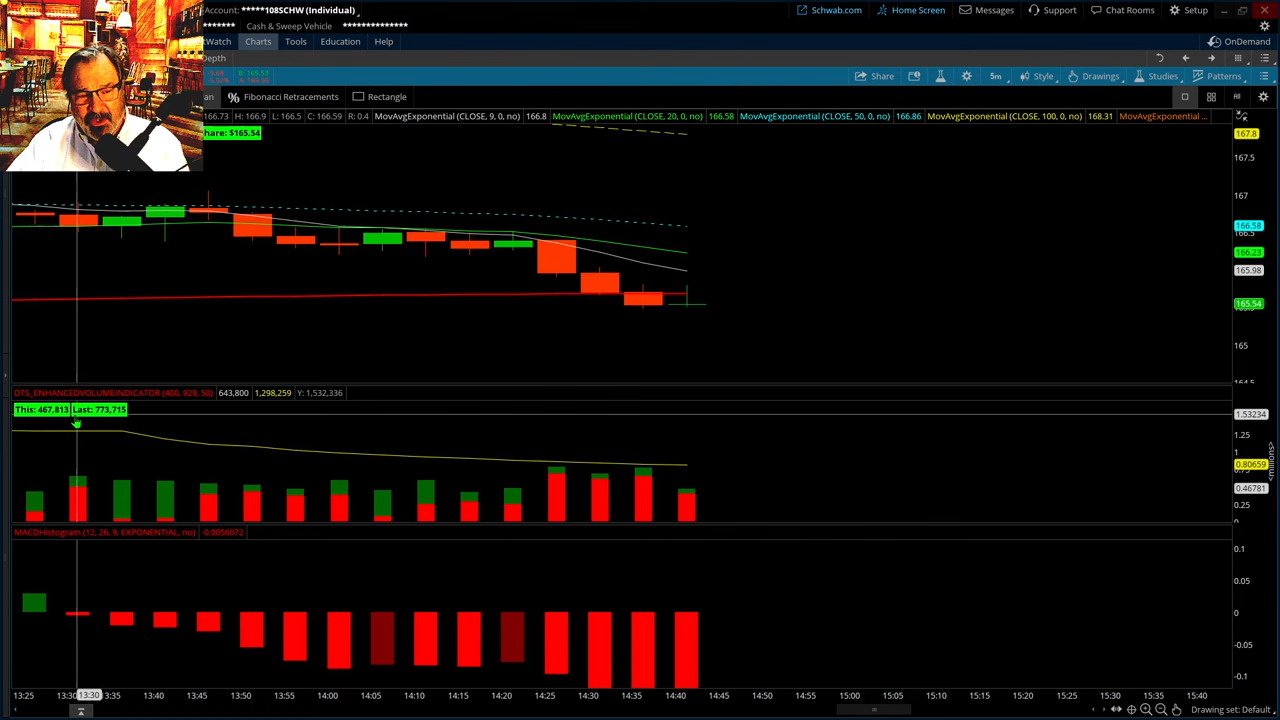 Account: *****108SCHW (Individual)
Schwab.com Home Screen Messages Support Chat Rooms Setup
Cash & Sweep Vehicle
Charts Tools Education Help OnDemand
Depth
B: 165.53
Share 5m Style Drawings Studies Patterns
Fibonacci Retracements Rectangle
166.73 H: 166.9 L: 166.5 C: 166.59 R: 0.4 MovAvgExponential (CLOSE, 9, 0, no) 166.8 MovAvgExponential (CLOSE, 20, 0, no) 166.58 MovAvgExponential (CLOSE, 50, 0, no) 166.86 MovAvgExponential (CLOSE, 100, 0, no) 168.31 MovAvgExponential ...
hare: $165.54
167.8
167.5
167
166.58
166.23
165.98
165.54
165
164.5
DTS_ENHANCEDVOLUMEINDICATOR (400, 929, 50) 643,800 1,298,259 Y: 1,532,336
This: 467,813 Last: 773,715
1.53234
1.25
1
0.80659
0.46781
0.25
0
<millions>
MACDHistogram (12, 26, 9, EXPONENTIAL, no) -0.0056072
0.1
0.05
0
-0.05
-0.1
13:25 13:30 13:30 13:35 13:40 13:45 13:50 13:55 14:00 14:05 14:10 14:15 14:20 14:25 14:30 14:35 14:40 14:45 15:00 15:05 15:10 15:15 15:20 15:25 15:30 15:35 15:40
Drawing set: Default